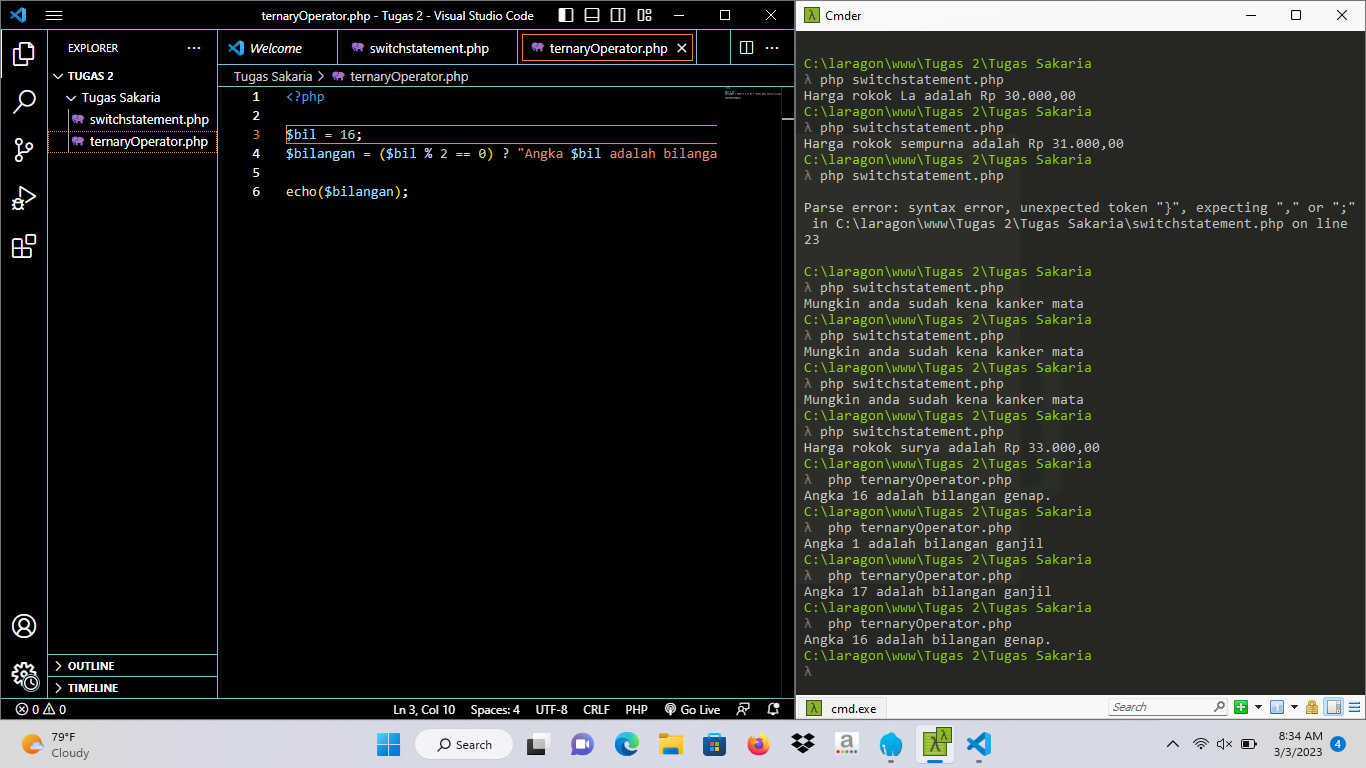 ternaryOperator.php - Tugas 2 - Visual Studio Code
EXPLORER
TUGAS 2
Tugas Sakaria
switchstatement.php
ternaryOperator.php
OUTLINE
TIMELINE
Welcome
switchstatement.php
ternaryOperator.php
Tugas Sakaria > ternaryOperator.php
1 <?php
2
3 $bil = 16;
4 $bilangan = ($bil % 2 == 0) ? "Angka $bil adalah bilanga
5
6 echo($bilangan);
0 0
Ln 3, Col 10 Spaces: 4 UTF-8 CRLF PHP Go Live
Cmder
C:\laragon\www\Tugas 2\Tugas Sakaria
λ php switchstatement.php
Harga rokok La adalah Rp 30.000,00
C:\laragon\www\Tugas 2\Tugas Sakaria
λ php switchstatement.php
Harga rokok sempurna adalah Rp 31.000,00
C:\laragon\www\Tugas 2\Tugas Sakaria
λ php switchstatement.php
Parse error: syntax error, unexpected token "}", expecting "," or ";"
in C:\laragon\www\Tugas 2\Tugas Sakaria\switchstatement.php on line
23
C:\laragon\www\Tugas 2\Tugas Sakaria
λ php switchstatement.php
Mungkin anda sudah kena kanker mata
C:\laragon\www\Tugas 2\Tugas Sakaria
λ php switchstatement.php
Mungkin anda sudah kena kanker mata
C:\laragon\www\Tugas 2\Tugas Sakaria
λ php switchstatement.php
Mungkin anda sudah kena kanker mata
C:\laragon\www\Tugas 2\Tugas Sakaria
λ php switchstatement.php
Harga rokok surya adalah Rp 33.000,00
C:\laragon\www\Tugas 2\Tugas Sakaria
λ  php ternaryOperator.php
Angka 16 adalah bilangan genap.
C:\laragon\www\Tugas 2\Tugas Sakaria
λ  php ternaryOperator.php
Angka 1 adalah bilangan ganjil
C:\laragon\www\Tugas 2\Tugas Sakaria
λ  php ternaryOperator.php
Angka 17 adalah bilangan ganjil
C:\laragon\www\Tugas 2\Tugas Sakaria
λ  php ternaryOperator.php
Angka 16 adalah bilangan genap.
C:\laragon\www\Tugas 2\Tugas Sakaria
λ
cmd.exe
Search
79°F
Cloudy
Search
8:34 AM
3/3/2023
4